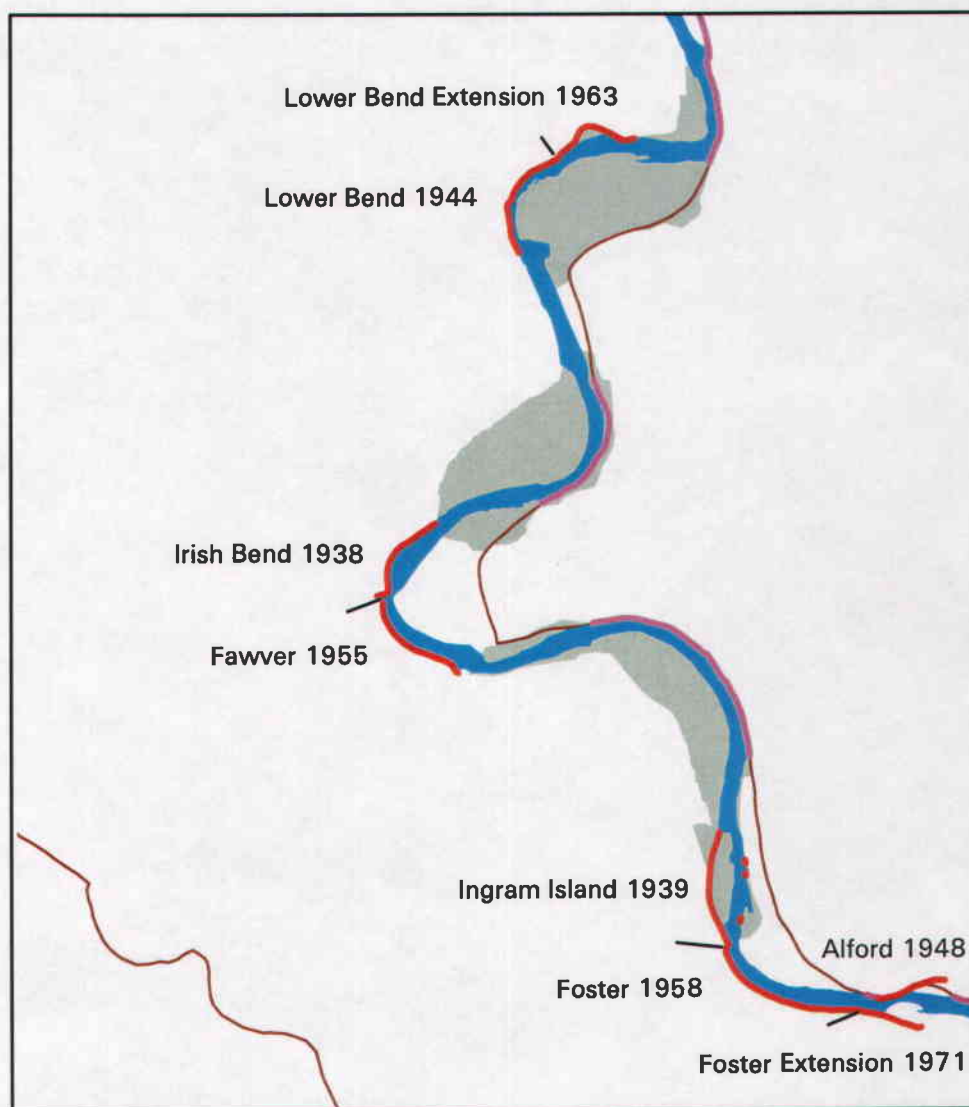 Lower Bend Extension 1963
Lower Bend 1944
Irish Bend 1938
Fawver 1955
Ingram Island 1939
Alford 1948
Foster 1958
Foster Extension 1971